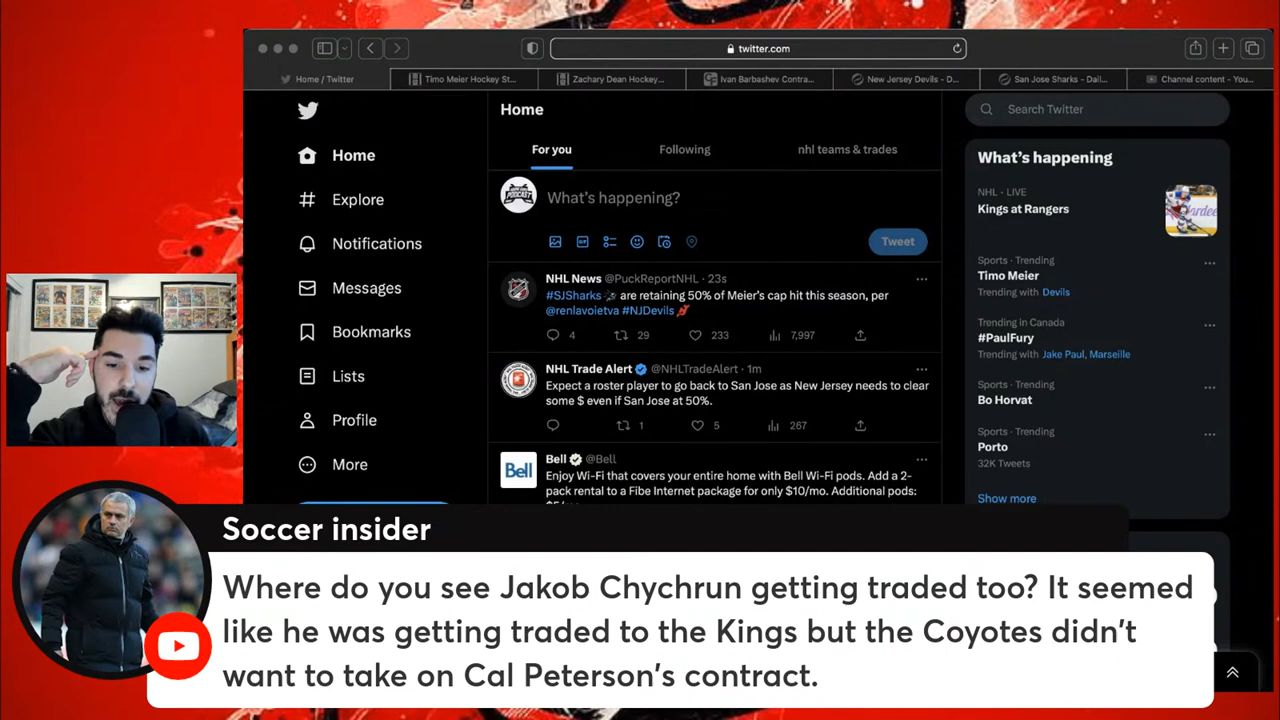 twitter.com
Home / Twitter
Timo Meier Hockey St...
Zachary Dean Hockey...
Ivan Barbashev Contra...
New Jersey Devils - D...
San Jose Sharks - Dall...
Channel content - You...
Home
Explore
Notifications
Messages
Bookmarks
Lists
Profile
More
Home
For you
Following
nhl teams & trades
What's happening?
Tweet
NHL News @PuckReportNHL · 23s
#SJSharks are retaining 50% of Meier's cap hit this season, per
@renlavoietva #NJDevils
4
29
233
7,997
NHL Trade Alert @NHLTradeAlert · 1m
Expect a roster player to go back to San Jose as New Jersey needs to clear
some $ even if San Jose at 50%.
1
5
267
Bell
Bell @Bell
Enjoy Wi-Fi that covers your entire home with Bell Wi-Fi pods. Add a 2-
pack rental to a Fibe Internet package for only $10/mo. Additional pods:
Search Twitter
What's happening
NHL · LIVE
Kings at Rangers
Sports · Trending
Timo Meier
Trending with Devils
Trending in Canada
#PaulFury
Trending with Jake Paul, Marseille
Sports · Trending
Bo Horvat
Sports · Trending
Porto
32K Tweets
Show more
Soccer insider
Where do you see Jakob Chychrun getting traded too? It seemed
like he was getting traded to the Kings but the Coyotes didn't
want to take on Cal Peterson's contract.